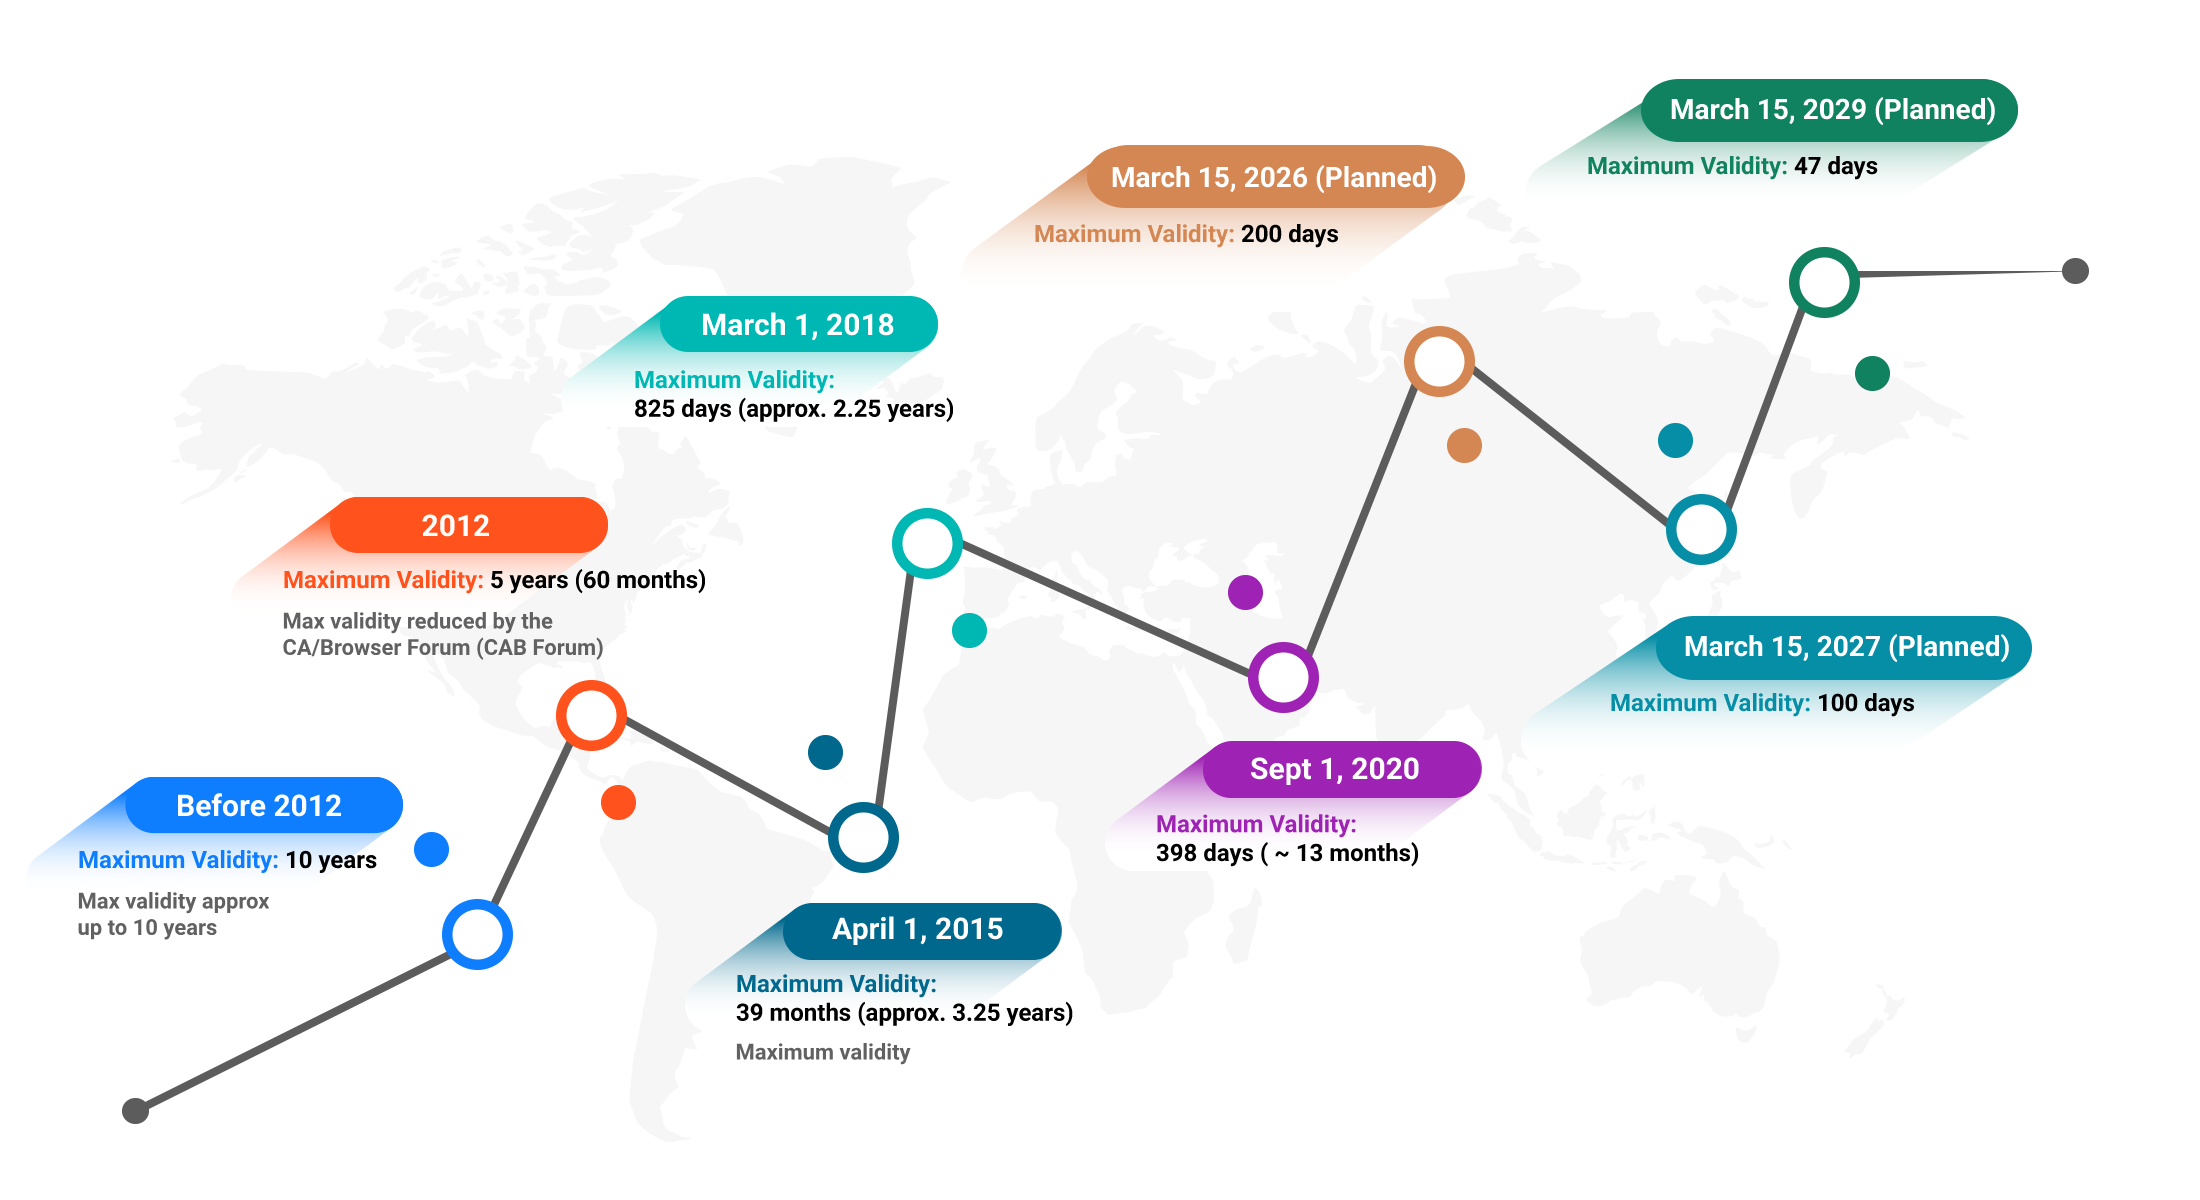 Before 2012
Maximum Validity: 10 years
Max validity approx
up to 10 years
2012
Maximum Validity: 5 years (60 months)
Max validity reduced by the
CA/Browser Forum (CAB Forum)
April 1, 2015
Maximum Validity:
39 months (approx. 3.25 years)
Maximum validity
March 1, 2018
Maximum Validity:
825 days (approx. 2.25 years)
Sept 1, 2020
Maximum Validity:
398 days ( ~ 13 months)
March 15, 2026 (Planned)
Maximum Validity: 200 days
March 15, 2027 (Planned)
Maximum Validity: 100 days
March 15, 2029 (Planned)
Maximum Validity: 47 days